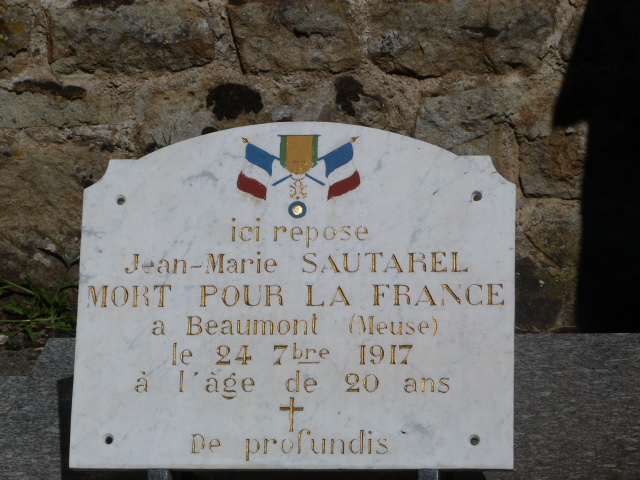 ici repose
Jean-Marie SAUTAREL
MORT POUR LA FRANCE
a Beaumont (Meuse)
le 24 7bre 1917
à l'âge de 20 ans
De profundis